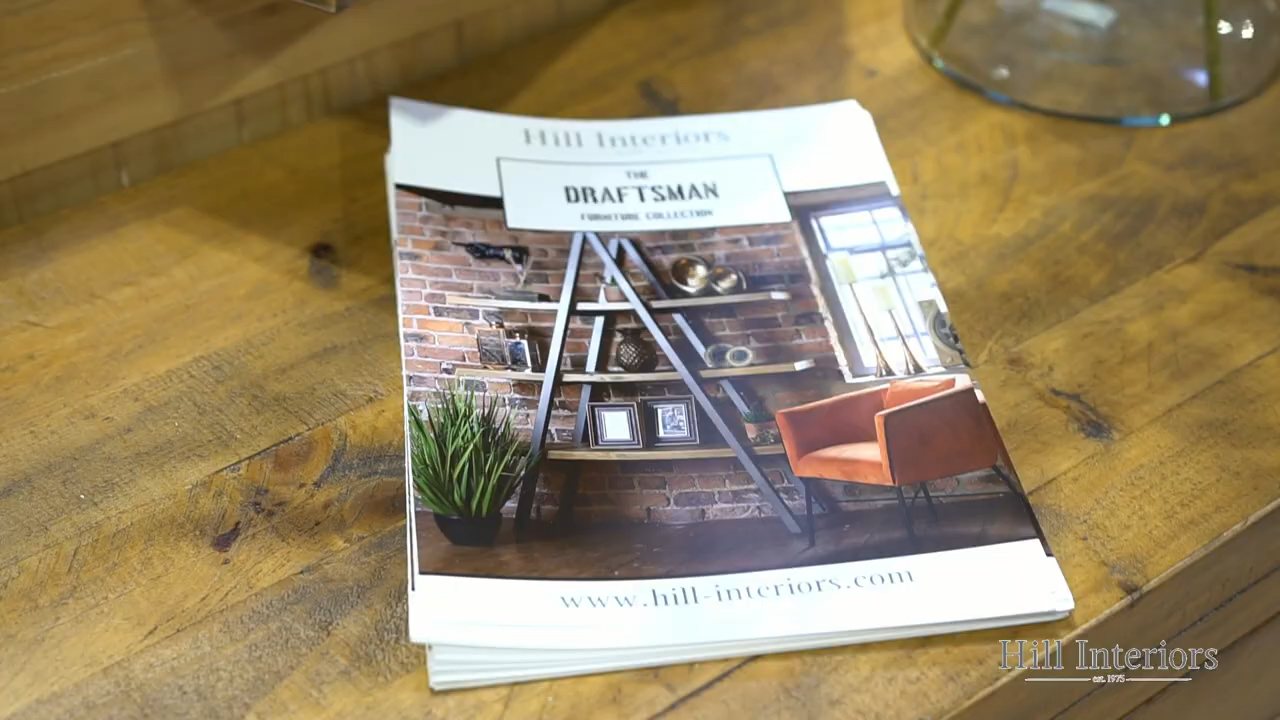 Hill Interiors
THE
DRAFTSMAN
FURNITURE COLLECTION
www.hill-interiors.com
Hill Interiors
est. 1975